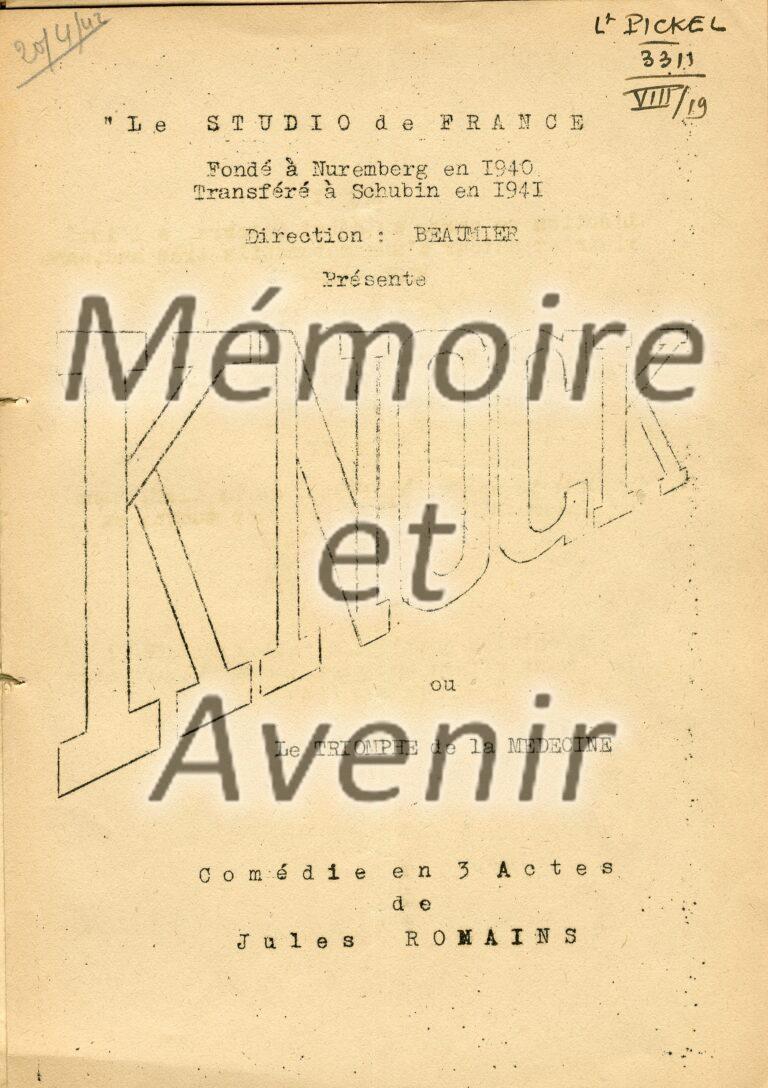 20/4/42
Lt PICKEL
3311
VIII/19
" Le STUDIO de FRANCE
Fondé à Nuremberg en 1940
Transféré à Schubin en 1941
Direction : BEAUMIER
Présente
KNOCK
Mémoire
et
Avenir
ou
Le TRIOMPHE de la MEDECINE
Comédie en 3 Actes
de
Jules ROMAINS